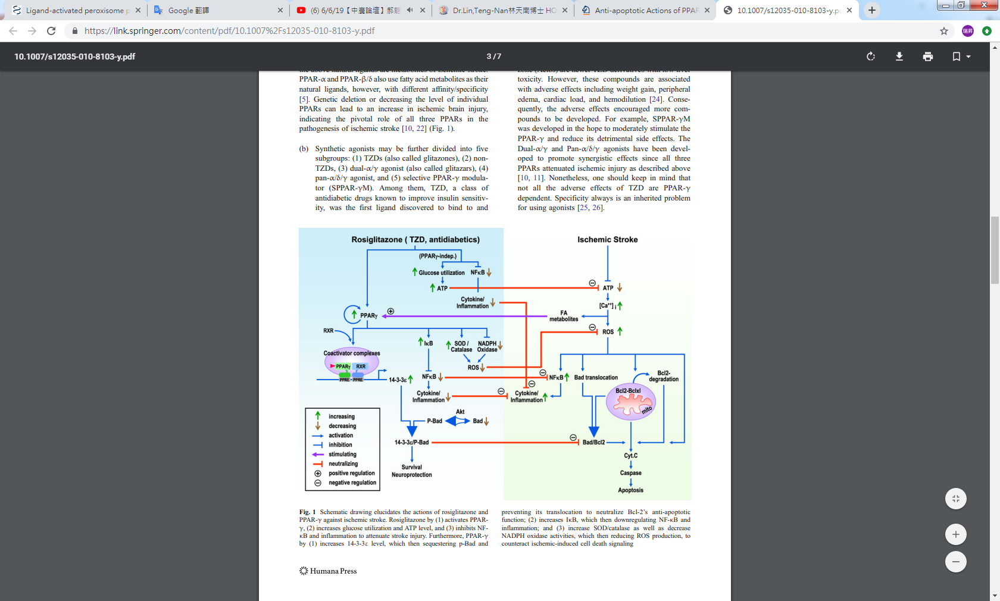 Ligand-activated peroxisome p
Google 翻譯
(6) 6/6/19【中廣論壇】郝龍
Dr.Lin,Teng-Nan林天南博士 HO
Anti-apoptotic Actions of PPAR
10.1007/s12035-010-8103-y.pd
https://link.springer.com/content/pdf/10.1007%2Fs12035-010-8103-y.pdf
瑞昇
10.1007/s12035-010-8103-y.pdf
3 / 7
PPAR-α and PPAR-β/δ also use fatty acid metabolites as their
natural ligands, however, with different affinity/specificity
[5]. Genetic deletion or decreasing the level of individual
PPARs can lead to an increase in ischemic brain injury,
indicating the pivotal role of all three PPARs in the
pathogenesis of ischemic stroke [10, 22] (Fig. 1).
(b) Synthetic agonists may be further divided into five
subgroups: (1) TZDs (also called glitazones), (2) non-
TZDs, (3) dual-α/γ agonist (also called glitazars), (4)
pan-α/δ/γ agonist, and (5) selective PPAR-γ modula-
tor (SPPAR-γM). Among them, TZD, a class of
antidiabetic drugs known to improve insulin sensitiv-
ity, was the first ligand discovered to bind to and
zone (Actos) are newer TZD derivatives with low liver
toxicity. However, these compounds are associated
with adverse effects including weight gain, peripheral
edema, cardiac load, and hemodilution [24]. Conse-
quently, the adverse effects encouraged more com-
pounds to be developed. For example, SPPAR-γM
was developed in the hope to moderately stimulate the
PPAR-γ and reduce its detrimental side effects. The
Dual-α/γ and Pan-α/δ/γ agonists have been devel-
oped to promote synergistic effects since all three
PPARs attenuated ischemic injury as described above
[10, 11]. Nonetheless, one should keep in mind that
not all the adverse effects of TZD are PPAR-γ
dependent. Specificity always is an inherited problem
for using agonists [25, 26].
Rosiglitazone ( TZD, antidiabetics)
(PPARγ-indep.)
Glucose utilization
NFκB
ATP
Cytokine/
Inflammation
PPARγ
RXR
IκB
SOD /
Catalase
NADPH
Oxidase
Coactivator complexes
PPARγ RXR
PPRE PPRE
ROS
14-3-3ε
NFκB
Cytokine/
Inflammation
Akt
P-Bad
Bad
14-3-3ε/P-Bad
Survival
Neuroprotection
increasing
decreasing
activation
inhibition
stimulating
neutralizing
positive regulation
negative regulation
Ischemic Stroke
ATP
[Ca⁺⁺]i
FA
metabolites
ROS
NFκB
Bad translocation
Bcl2-
degradation
Cytokine/
Inflammation
Bcl2-Bclxl
mito
Bad/Bcl2
Cyt.C
Caspase
Apoptosis
Fig. 1 Schematic drawing elucidates the actions of rosiglitazone and
PPAR-γ against ischemic stroke. Rosiglitazone by (1) activates PPAR-
γ, (2) increases glucose utilization and ATP level, and (3) inhibits NF-
κB and inflammation to attenuate stroke injury. Furthermore, PPAR-γ
by (1) increases 14-3-3ε level, which then sequestering p-Bad and
preventing its translocation to neutralize Bcl-2's anti-apoptotic
function; (2) increases IκB, which then downregulating NF-κB and
inflammation; and (3) increase SOD/catalase as well as decrease
NADPH oxidase activities, which then reducing ROS production, to
counteract ischemic-induced cell death signaling
Humana Press